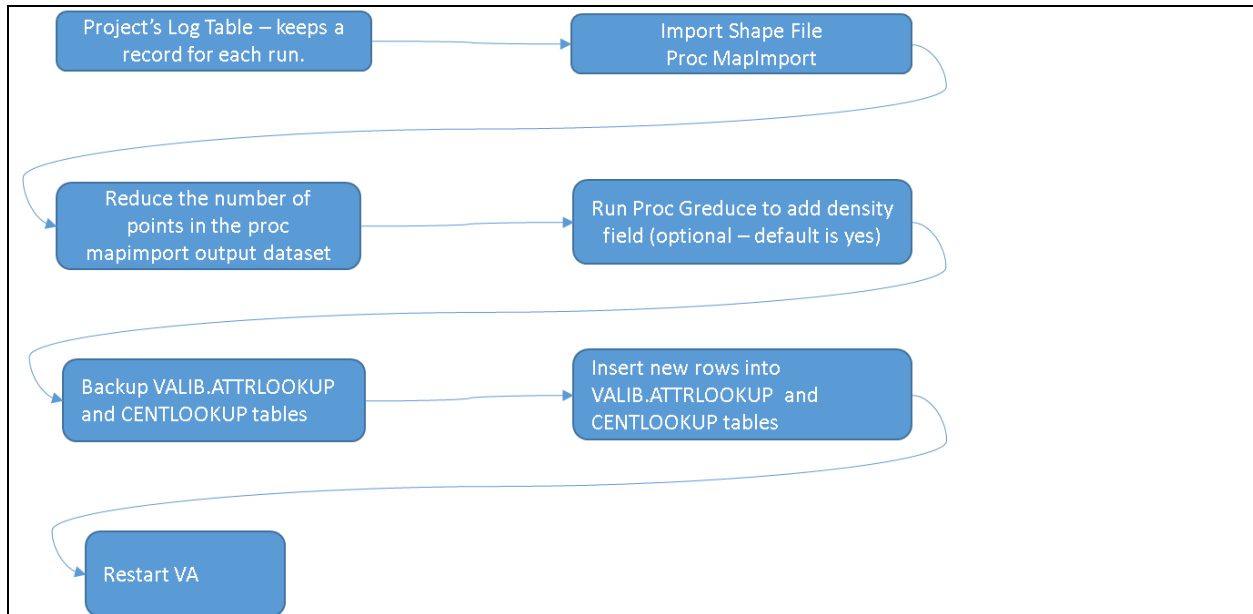 Project’s Log Table – keeps a
record for each run.
Import Shape File
Proc MapImport
Reduce the number of
points in the proc
mapimport output dataset
Run Proc Greduce to add density
field (optional – default is yes)
Backup VALIB.ATTRLOOKUP
and CENTLOOKUP tables
Insert new rows into
VALIB.ATTRLOOKUP and
CENTLOOKUP tables
Restart VA